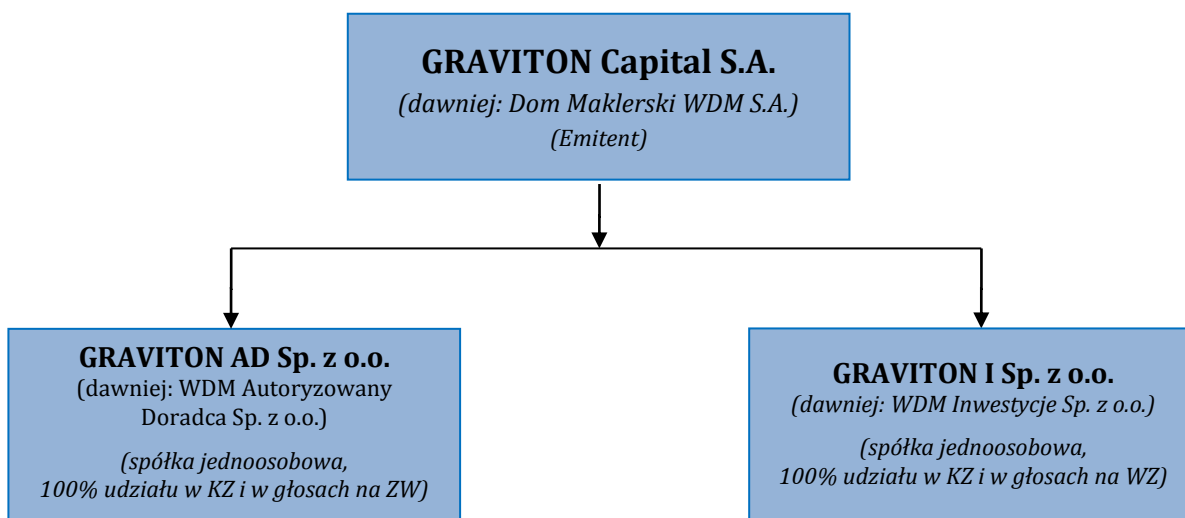 GRAVITON Capital S.A.
(dawniej: Dom Maklerski WDM S.A.)
(Emitent)
GRAVITON AD Sp. z o.o.
(dawniej: WDM Autoryzowany
Doradca Sp. z o.o.)
(spółka jednoosobowa,
100% udziału w KZ i w głosach na ZW)
GRAVITON I Sp. z o.o.
(dawniej: WDM Inwestycje Sp. z o.o.)
(spółka jednoosobowa,
100% udziału w KZ i w głosach na WZ)